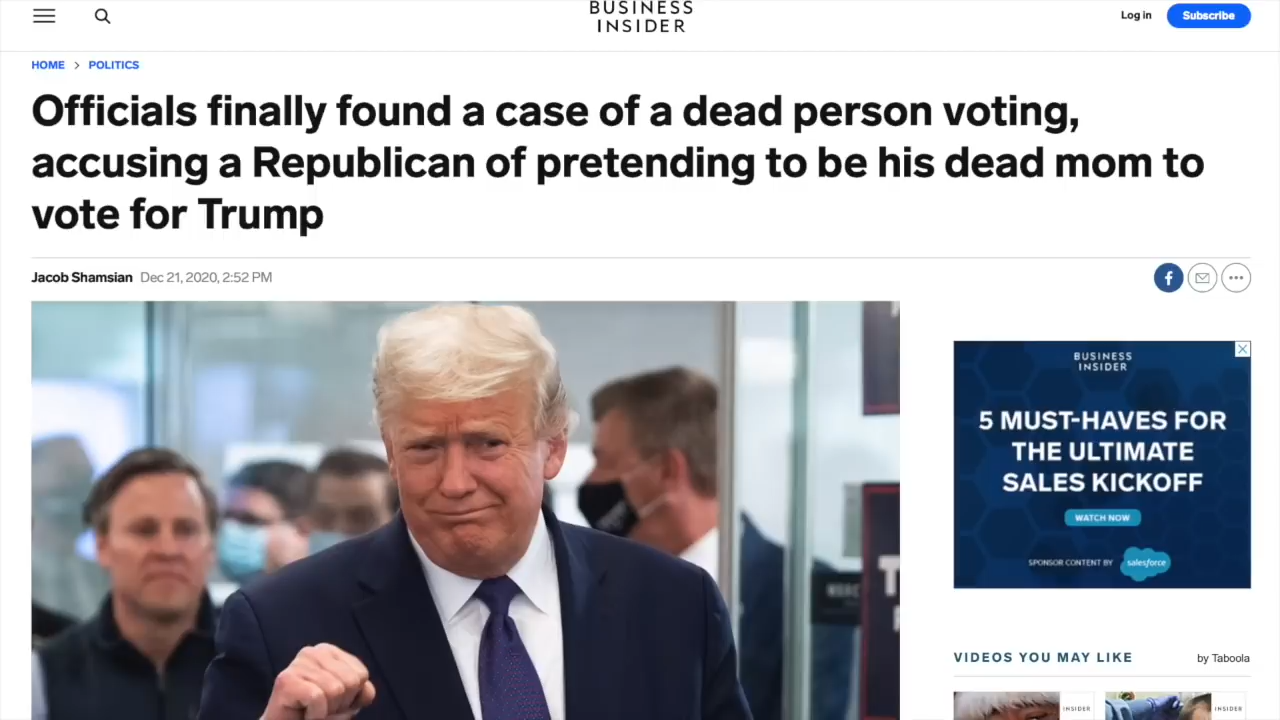 BUSINESS
INSIDER
Log in
Subscribe
HOME > POLITICS
Officials finally found a case of a dead person voting,
accusing a Republican of pretending to be his dead mom to
vote for Trump
Jacob Shamsian Dec 21, 2020, 2:52 PM
BUSINESS
INSIDER
5 MUST-HAVES FOR
THE ULTIMATE
SALES KICKOFF
WATCH NOW
SPONSOR CONTENT BY salesforce
VIDEOS YOU MAY LIKE
by Taboola
INSIDER
INSIDER